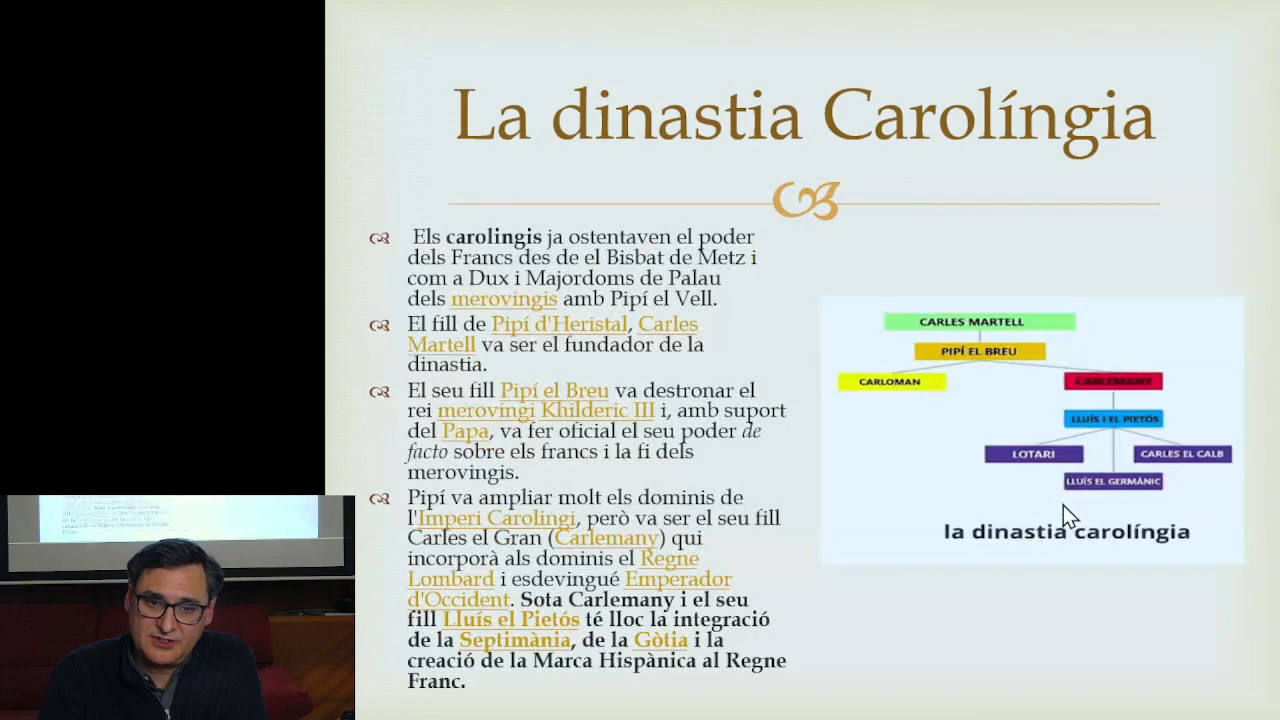 La dinastia Carolíngia
Els carolingis ja ostentaven el poder
dels Francs des de el Bisbat de Metz i
com a Dux i Majordoms de Palau
dels merovingis amb Pipí el Vell.
El fill de Pipí d'Heristal, Carles
Martell va ser el fundador de la
dinastia.
El seu fill Pipí el Breu va destronar el
rei merovingi Khilderic III i, amb suport
del Papa, va fer oficial el seu poder de
facto sobre els francs i la fi dels
merovingis.
Pipí va ampliar molt els dominis de
l'Imperi Carolingi, però va ser el seu fill
Carles el Gran (Carlemany) qui
incorporà als dominis el Regne
Lombard i esdevingué Emperador
d'Occident. Sota Carlemany i el seu
fill Lluís el Pietós té lloc la integració
de la Septimània, de la Gòtia i la
creació de la Marca Hispànica al Regne
Franc.
CARLES MARTELL
PIPÍ EL BREU
CARLOMAN
CARLEMANY
LLUÍS I EL PIETÓS
LOTARI
CARLES EL CALB
LLUÍS EL GERMÀNIC
la dinastia carolíngia